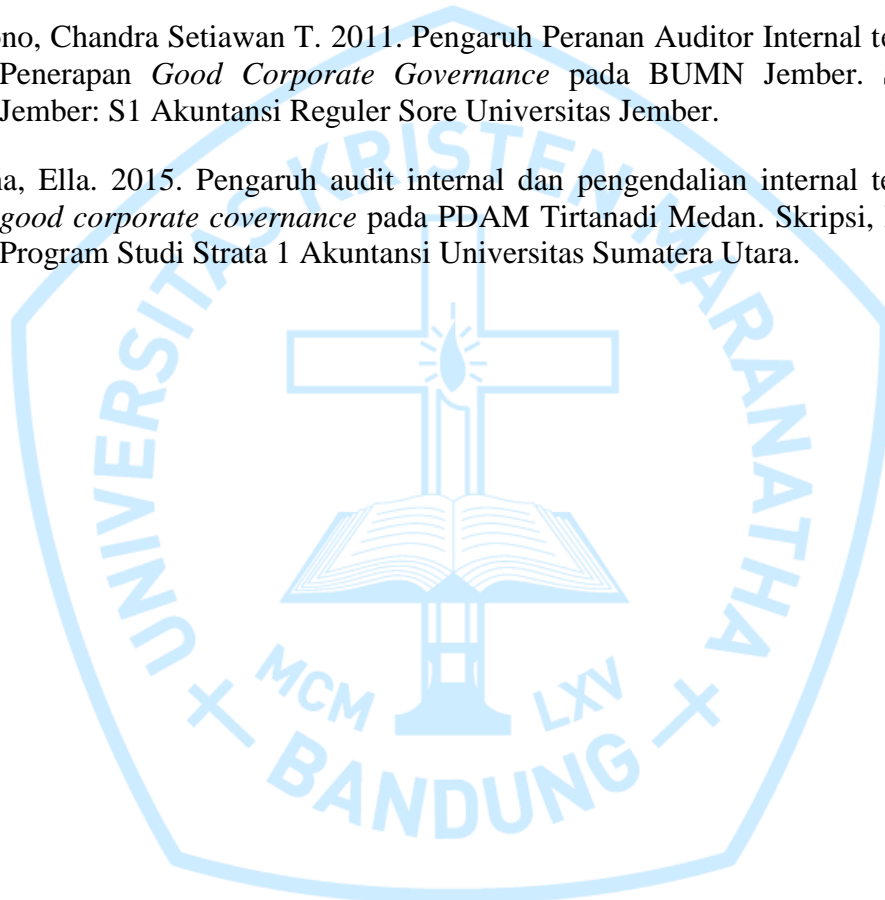 ono, Chandra Setiawan T. 2011. Pengaruh Peranan Auditor Internal te
Penerapan Good Corporate Governance pada BUMN Jember.
Jember: S1 Akuntansi Reguler Sore Universitas Jember.
na, Ella. 2015. Pengaruh audit internal dan pengendalian internal te
good corporate covernance pada PDAM Tirtanadi Medan. Skripsi,
Program Studi Strata 1 Akuntansi Universitas Sumatera Utara.
UNIVERSITAS KRISTEN MARANATHA
MCM LXV
BANDUNG